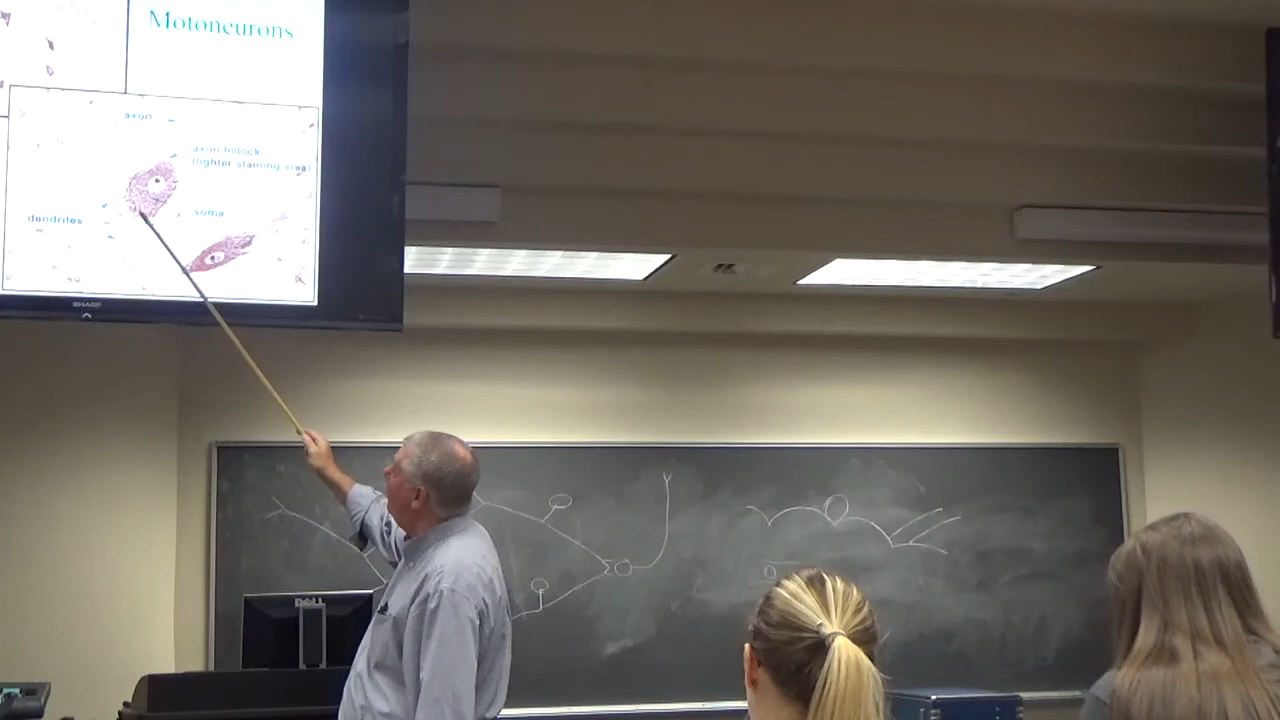 Motoneurons
axon
axon hillock
(lighter staining area)
soma
dendrites
SHARP
DELL